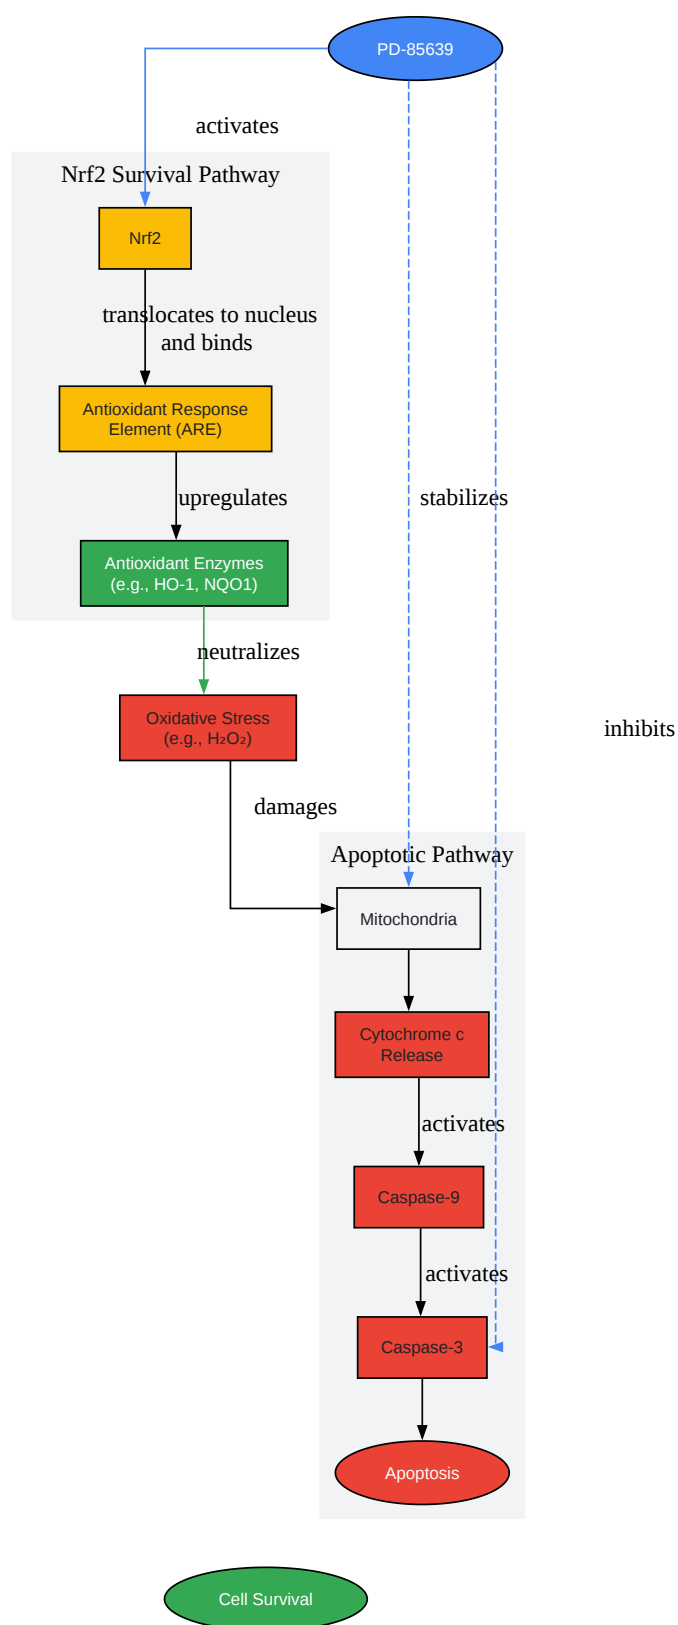 PD-85639
activates
Nrf2 Survival Pathway
Nrf2
translocates to nucleus
and binds
Antioxidant Response
Element (ARE)
stabilizes
upregulates
Antioxidant Enzymes
(e.g., HO-1, NQO1)
neutralizes
Oxidative Stress
(e.g., H₂O₂)
inhibits
damages
Apoptotic Pathway
Mitochondria
Cytochrome c
Release
activates
Caspase-9
activates
Caspase-3
Apoptosis
Cell Survival